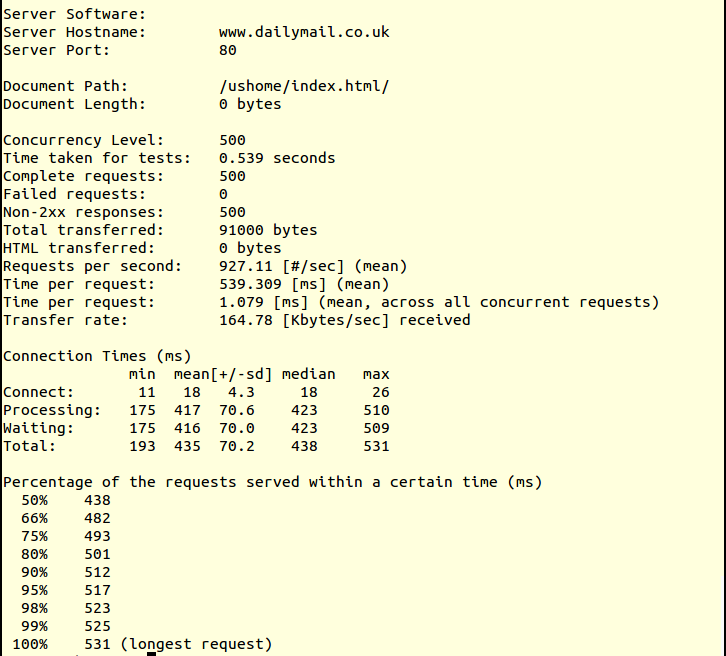 Server Software:
Server Hostname:        www.dailymail.co.uk
Server Port:            80

Document Path:          /ushome/index.html/
Document Length:        0 bytes

Concurrency Level:      500
Time taken for tests:   0.539 seconds
Complete requests:      500
Failed requests:        0
Non-2xx responses:      500
Total transferred:      91000 bytes
HTML transferred:       0 bytes
Requests per second:    927.11 [#/sec] (mean)
Time per request:       539.309 [ms] (mean)
Time per request:       1.079 [ms] (mean, across all concurrent requests)
Transfer rate:          164.78 [Kbytes/sec] received

Connection Times (ms)
              min  mean[+/-sd] median   max
Connect:       11   18   4.3     18      26
Processing:   175  417  70.6    423     510
Waiting:      175  416  70.0    423     509
Total:        193  435  70.2    438     531

Percentage of the requests served within a certain time (ms)
  50%    438
  66%    482
  75%    493
  80%    501
  90%    512
  95%    517
  98%    523
  99%    525
 100%    531 (longest request)